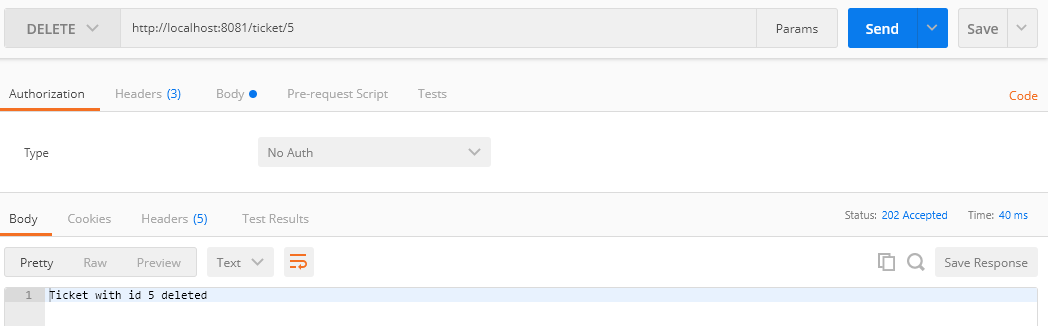 DELETE http://localhost:8081/ticket/5 Params Send Save
Authorization Headers (3) Body Pre-request Script Tests Code
Type No Auth
Body Cookies Headers (5) Test Results Status: 202 Accepted Time: 40 ms
Pretty Raw Preview Text Save Response
1 Ticket with id 5 deleted